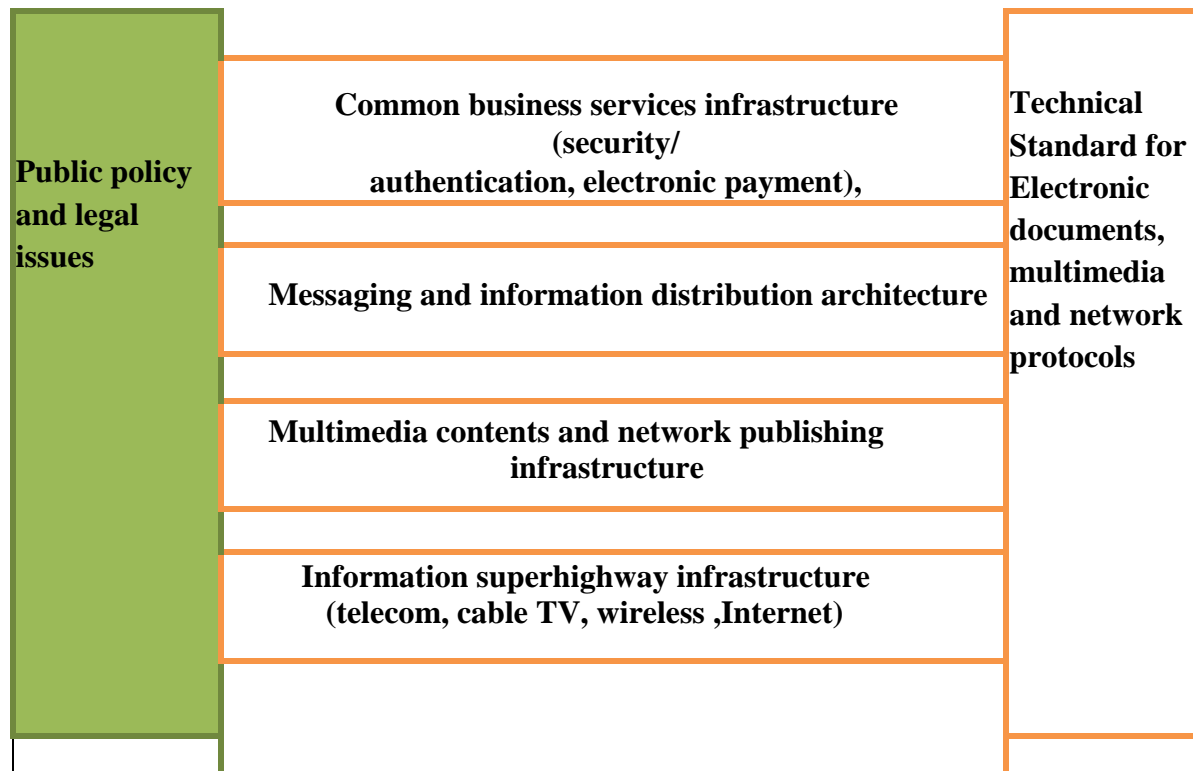 Public policy
and legal
issues
Common business services infrastructure
(security/
authentication, electronic payment),
Messaging and information distribution architecture
Multimedia contents and network publishing
infrastructure
Information superhighway infrastructure
(telecom, cable TV, wireless ,Internet)
Technical
Standard for
Electronic
documents,
multimedia
and network
protocols